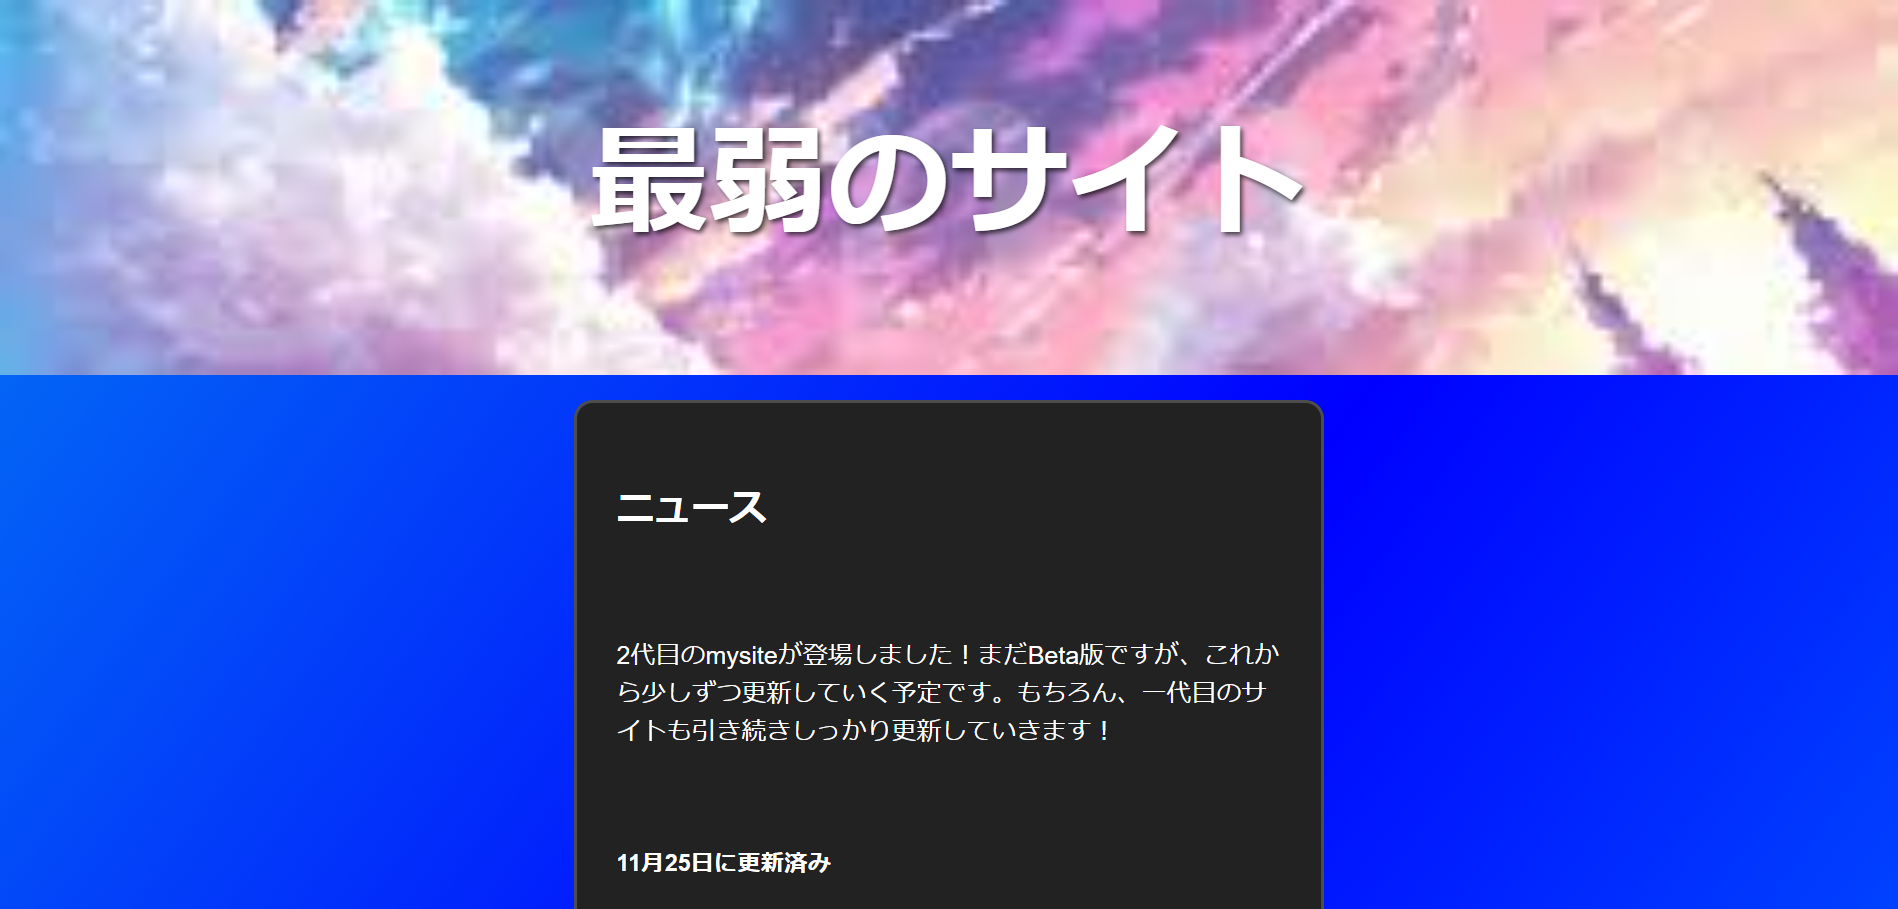 最弱のサイト
ニュース
2代目のmysiteが登場しました！まだBeta版ですが、これか
ら少しずつ更新していく予定です。もちろん、一代目のサ
イトも引き続きしっかり更新していきます！
11月25日に更新済み